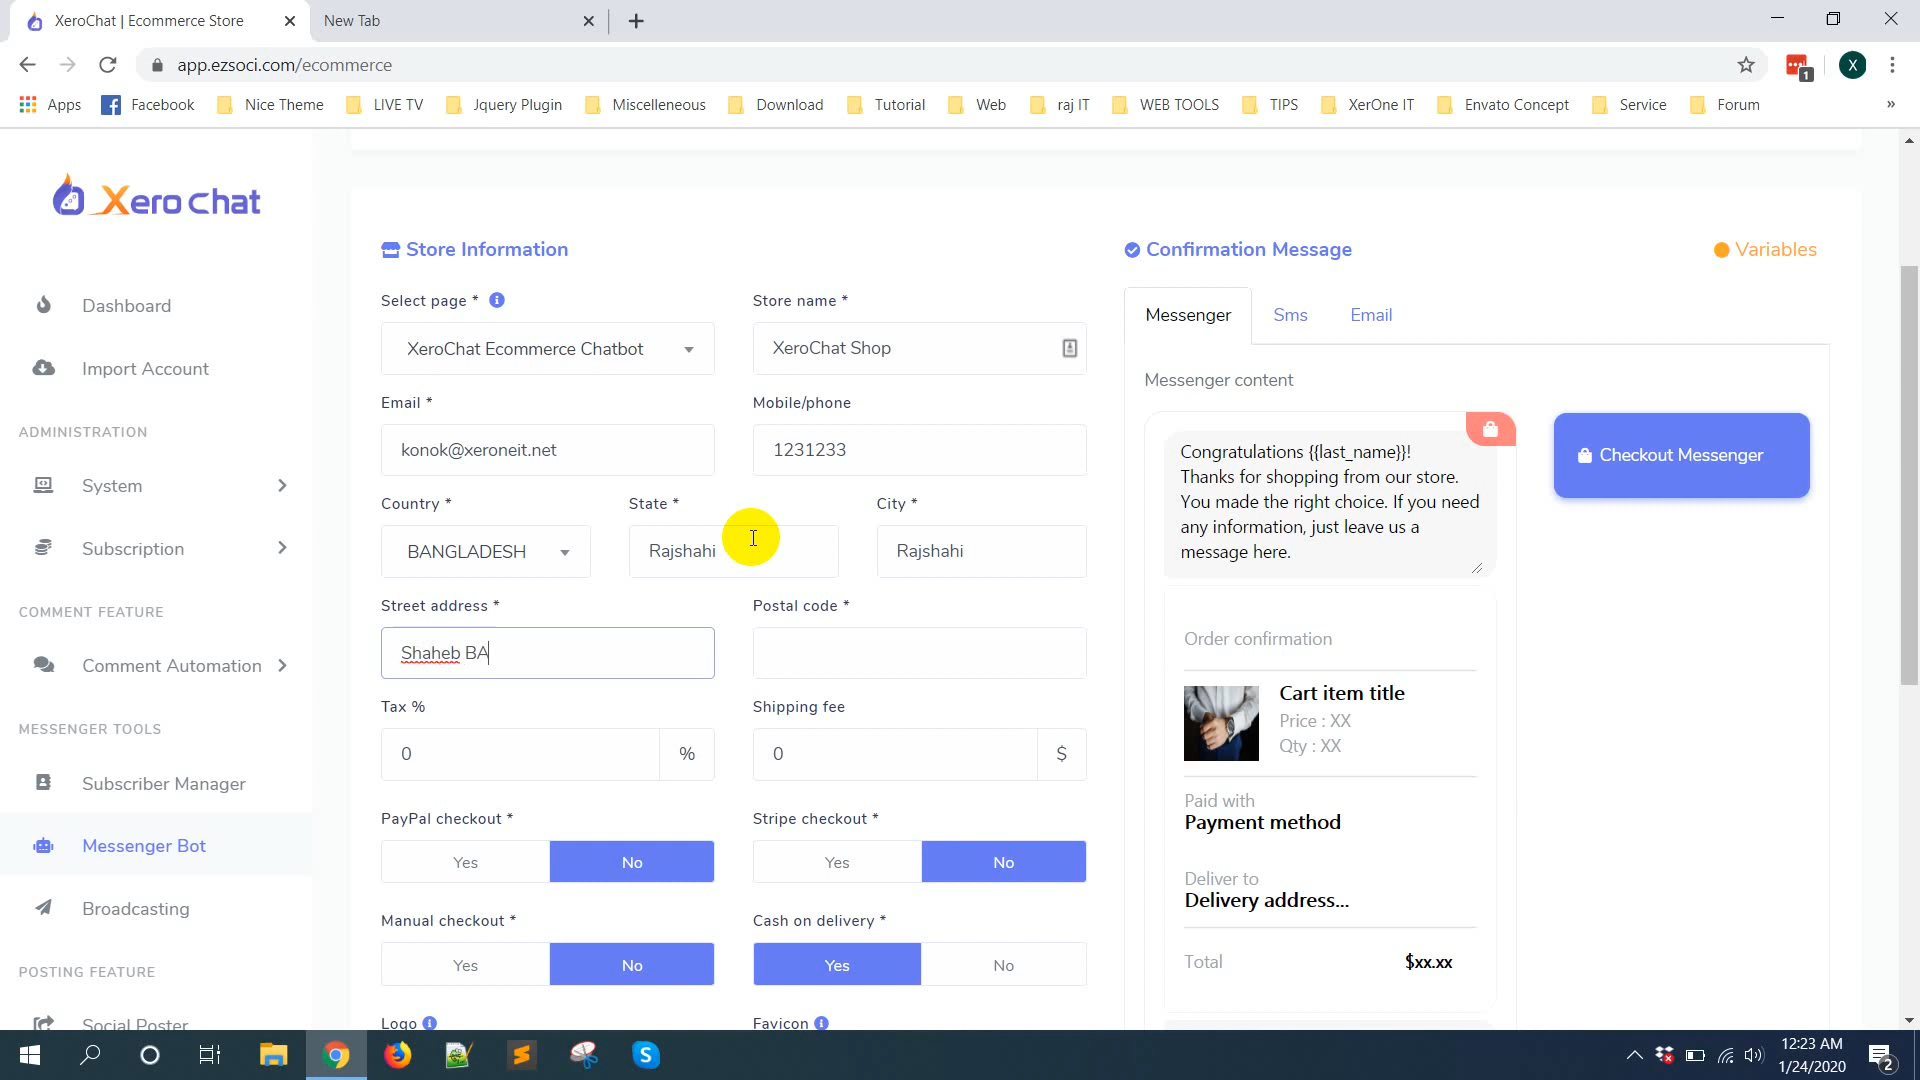 XeroChat | Ecommerce Store
New Tab
app.ezsoci.com/ecommerce
1
X
Apps
Facebook
Nice Theme
LIVE TV
Jquery Plugin
Miscelleneous
Download
Tutorial
Web
raj IT
WEB TOOLS
TIPS
XerOne IT
Envato Concept
Service
Forum
»
Xero Chat
Dashboard
Import Account
ADMINISTRATION
System
Subscription
COMMENT FEATURE
Comment Automation
MESSENGER TOOLS
Subscriber Manager
Messenger Bot
Broadcasting
POSTING FEATURE
Social Poster
Store Information
Select page *
Store name *
XeroChat Ecommerce Chatbot
XeroChat Shop
Email *
Mobile/phone
konok@xeroneit.net
1231233
Country *
State *
City *
BANGLADESH
Rajshahi
Rajshahi
Street address *
Postal code *
Shaheb BA
Tax %
Shipping fee
0
%
0
$
PayPal checkout *
Stripe checkout *
Yes
No
Yes
No
Manual checkout *
Cash on delivery *
Yes
No
Yes
No
Logo
Favicon
Confirmation Message
Variables
Messenger
Sms
Email
Messenger content
Congratulations {{last_name}}!
Thanks for shopping from our store.
You made the right choice. If you need
any information, just leave us a
message here.
Checkout Messenger
Order confirmation
Cart item title
Price : XX
Qty : XX
Paid with
Payment method
Deliver to
Delivery address...
Total
$xx.xx
12:23 AM
1/24/2020
2